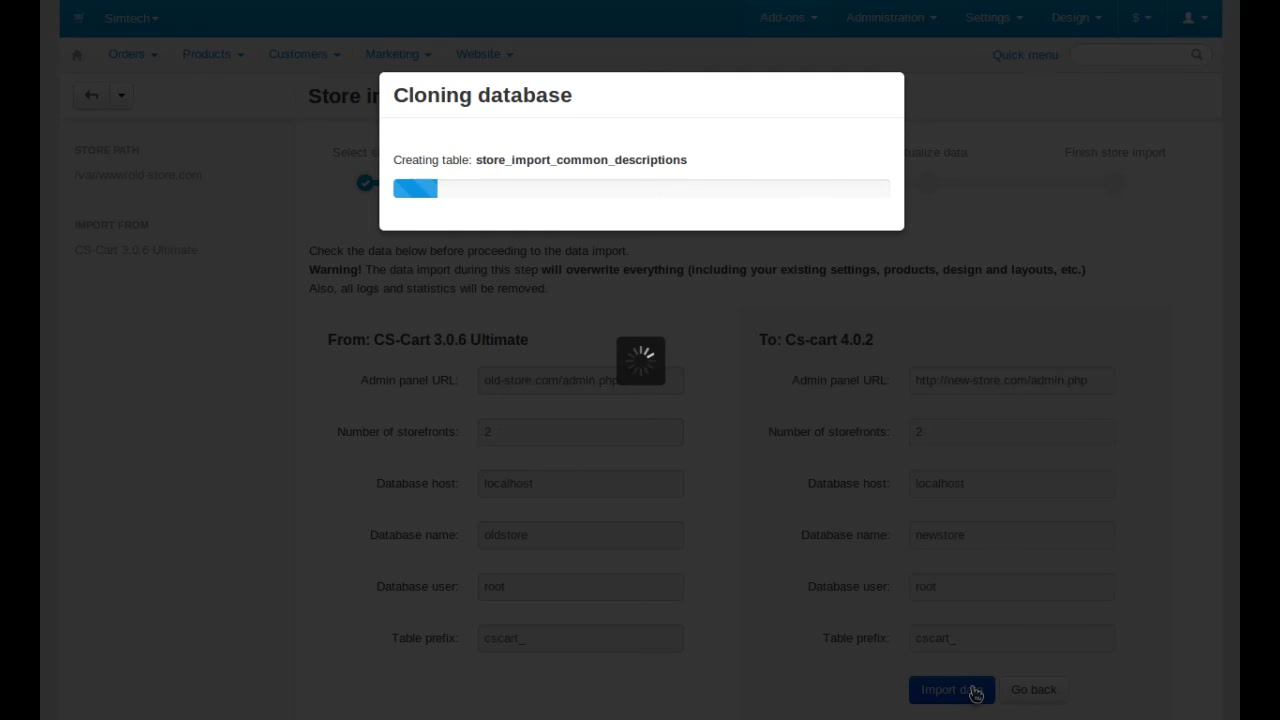 Simtech
Add-ons
Administration
Settings
Design
$
Orders
Products
Customers
Marketing
Website
Quick menu
Cloning database
Creating table: store_import_common_descriptions
Store
STORE PATH
/var/www/old-store.com
IMPORT FROM
CS-Cart 3.0.6 Ultimate
Select
data
Finish store import
Check the data below before proceeding to the data import.
Warning! The data import during this step will overwrite everything (including your existing settings, products, design and layouts, etc.)
Also, all logs and statistics will be removed.
From: CS-Cart 3.0.6 Ultimate
Admin panel URL: old-store.com/admin.php
Number of storefronts: 2
Database host: localhost
Database name: oldstore
Database user: root
Table prefix: cscart_
To: Cs-cart 4.0.2
Admin panel URL: http://new-store.com/admin.php
Number of storefronts: 2
Database host: localhost
Database name: newstore
Database user: root
Table prefix: cscart_
Import
Go back